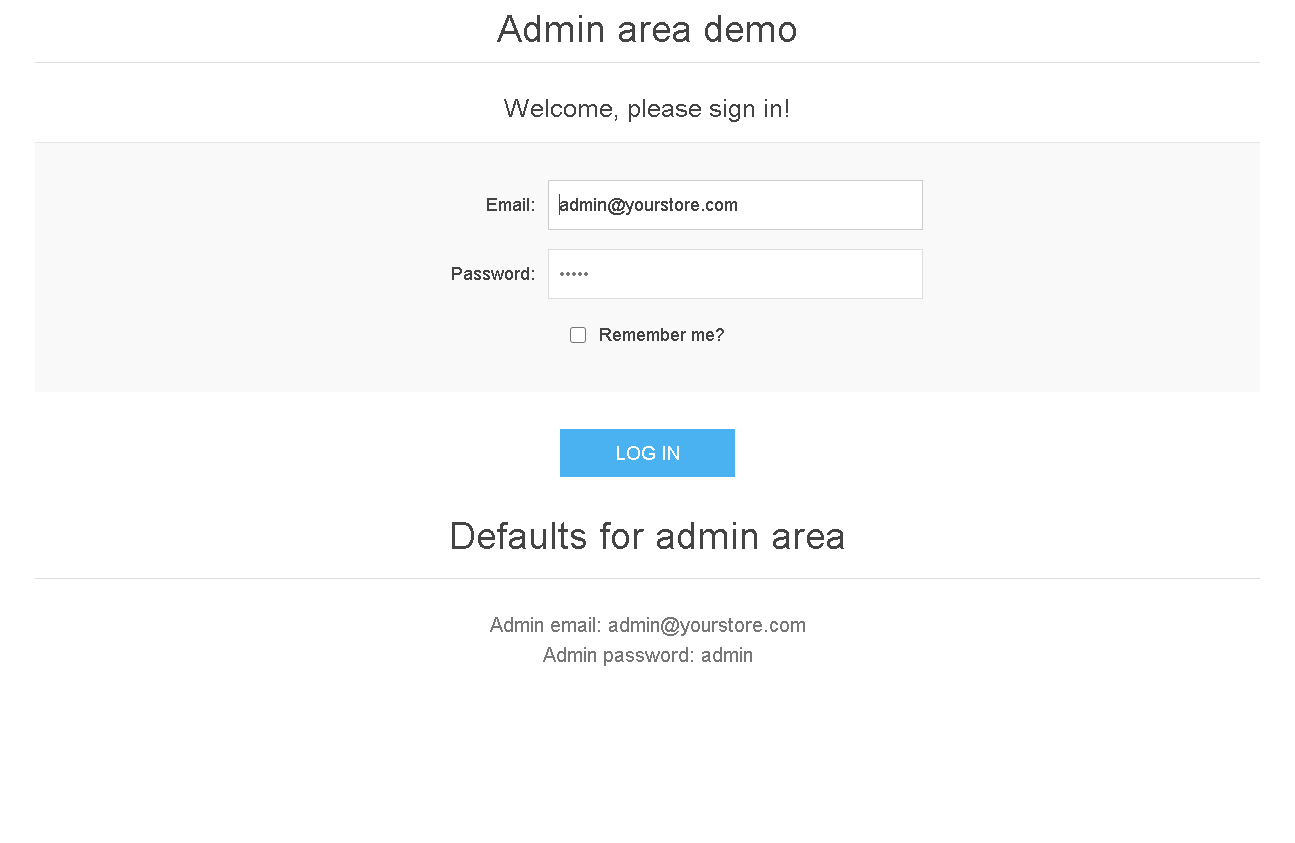 Admin area demo
Welcome, please sign in!
Email: admin@yourstore.com
Password: •••••
Remember me?
LOG IN
Defaults for admin area
Admin email: admin@yourstore.com
Admin password: admin